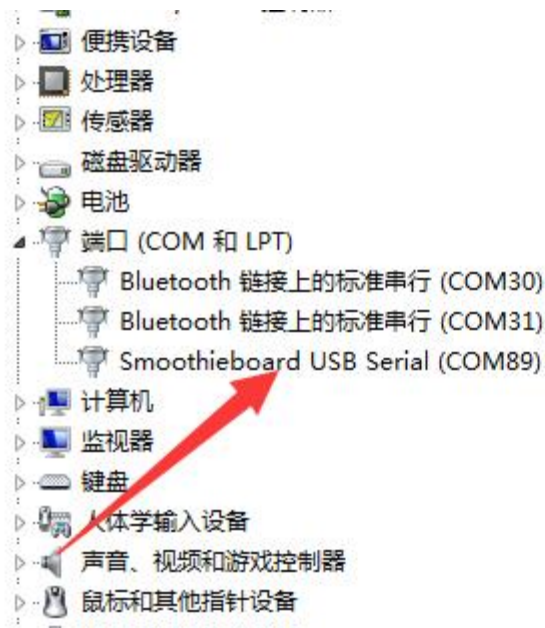 便携设备
处理器
传感器
磁盘驱动器
电池
端口 (COM 和 LPT)
Bluetooth 链接上的标准串行 (COM30)
Bluetooth 链接上的标准串行 (COM31)
Smoothieboard USB Serial (COM89)
计算机
监视器
键盘
人体学输入设备
声音、视频和游戏控制器
鼠标和其他指针设备